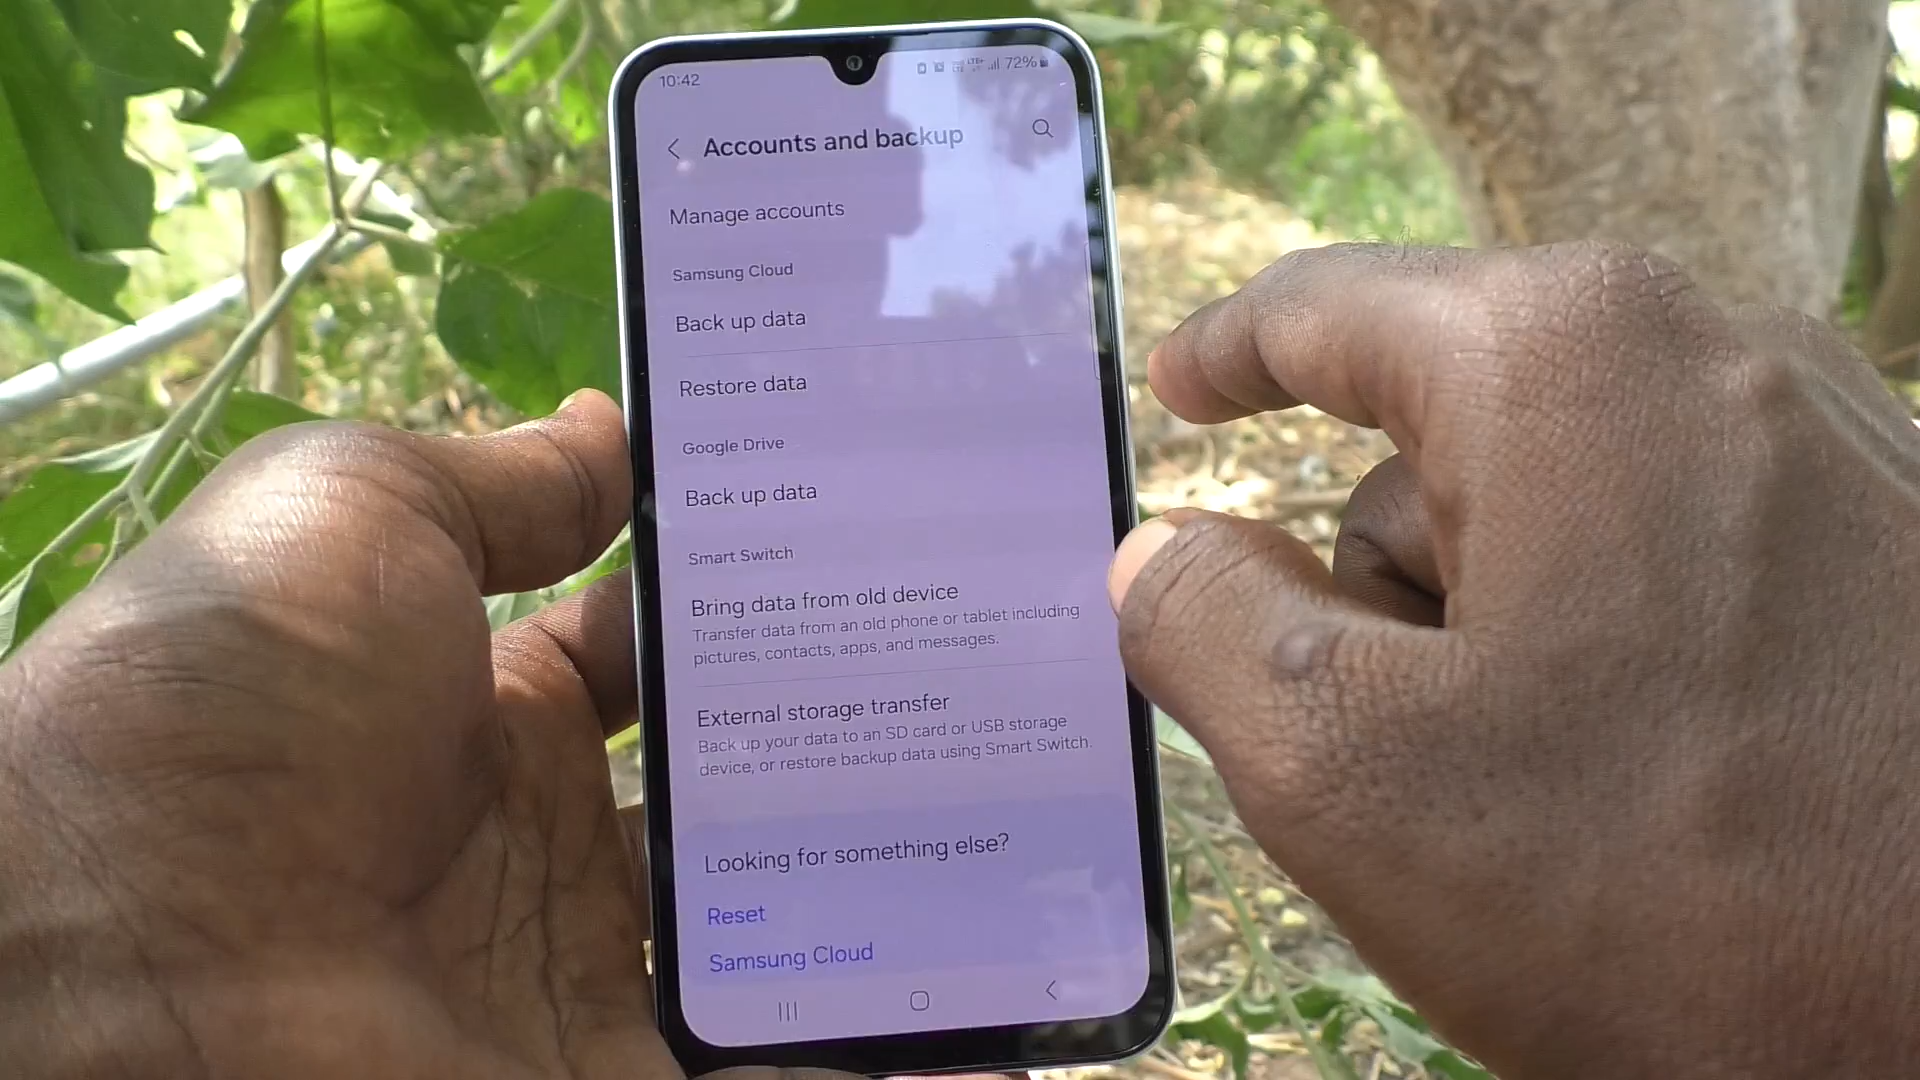 10:42
LTE+ 72%
Accounts and backup
Manage accounts
Samsung Cloud
Back up data
Restore data
Google Drive
Back up data
Smart Switch
Bring data from old device
Transfer data from an old phone or tablet including
pictures, contacts, apps, and messages.
External storage transfer
Back up your data to an SD card or USB storage
device, or restore backup data using Smart Switch.
Looking for something else?
Reset
Samsung Cloud